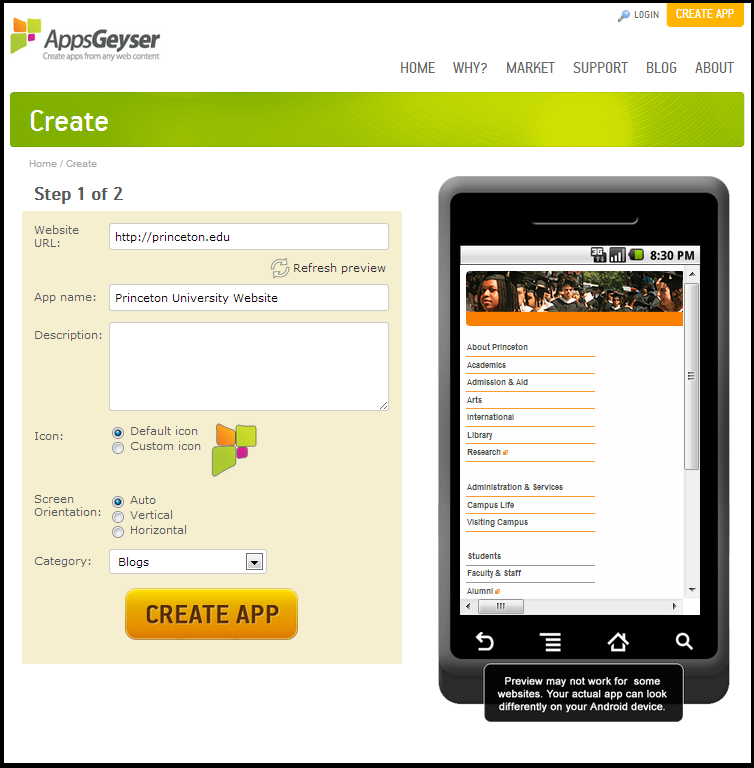 LOGIN
CREATE APP
AppsGeyser
Create apps from any web content
HOME WHY? MARKET SUPPORT BLOG ABOUT
Create
Home / Create
Step 1 of 2
Website URL: http://princeton.edu
Refresh preview
App name: Princeton University Website
Description:
Icon: Default icon
Custom icon
Screen Orientation: Auto
Vertical
Horizontal
Category: Blogs
CREATE APP
3G 8:30 PM
About Princeton
Academics
Admission & Aid
Arts
International
Library
Research
Administration & Services
Campus Life
Visiting Campus
Students
Faculty & Staff
Alumni
Preview may not work for some
websites. Your actual app can look
differently on your Android device.